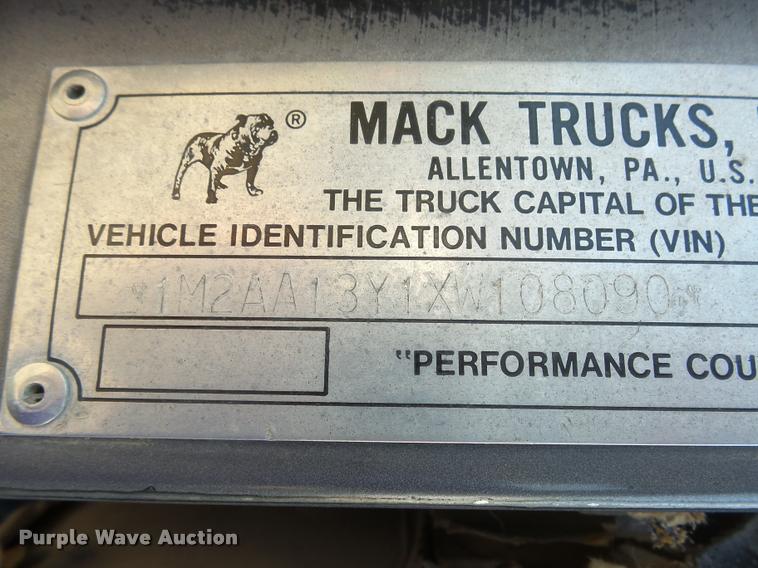 ®
MACK TRUCKS,
ALLENTOWN, PA., U.S.
THE TRUCK CAPITAL OF THE
VEHICLE IDENTIFICATION NUMBER (VIN)
*1M2AA13Y1XW108090*
"PERFORMANCE COU
Purple Wave Auction